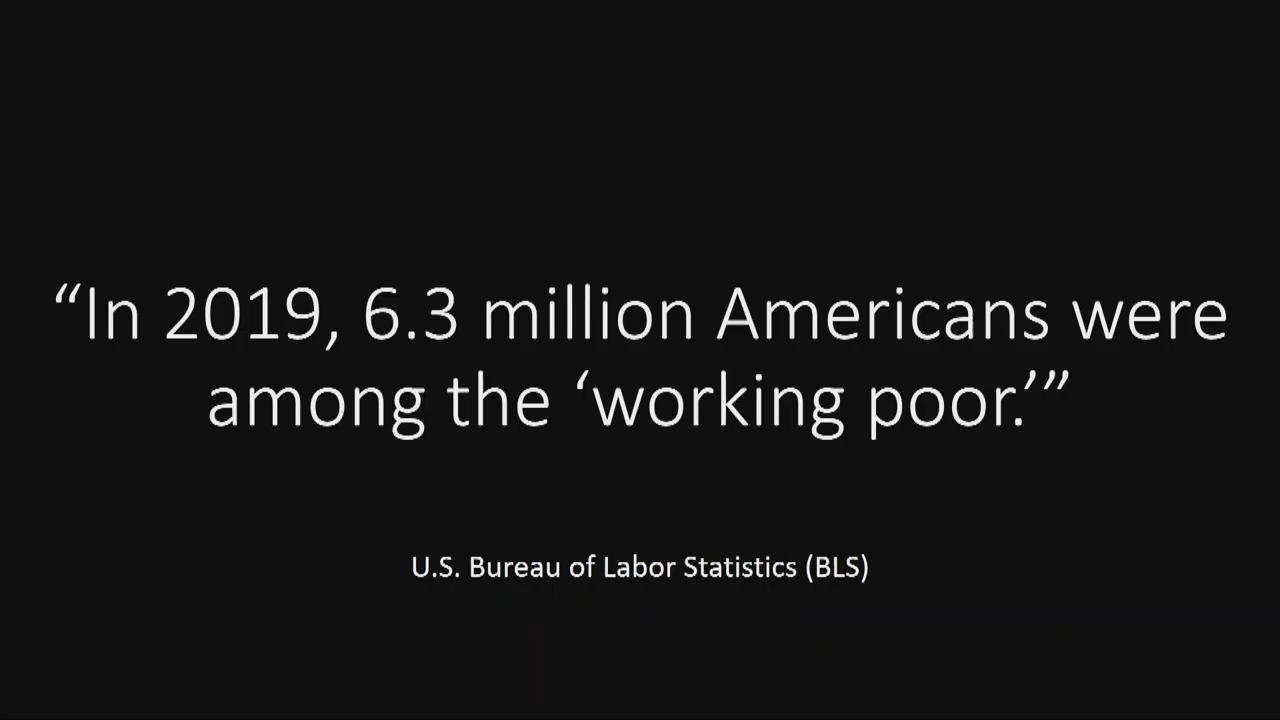 “In 2019, 6.3 million Americans were
among the ‘working poor.’”
U.S. Bureau of Labor Statistics (BLS)